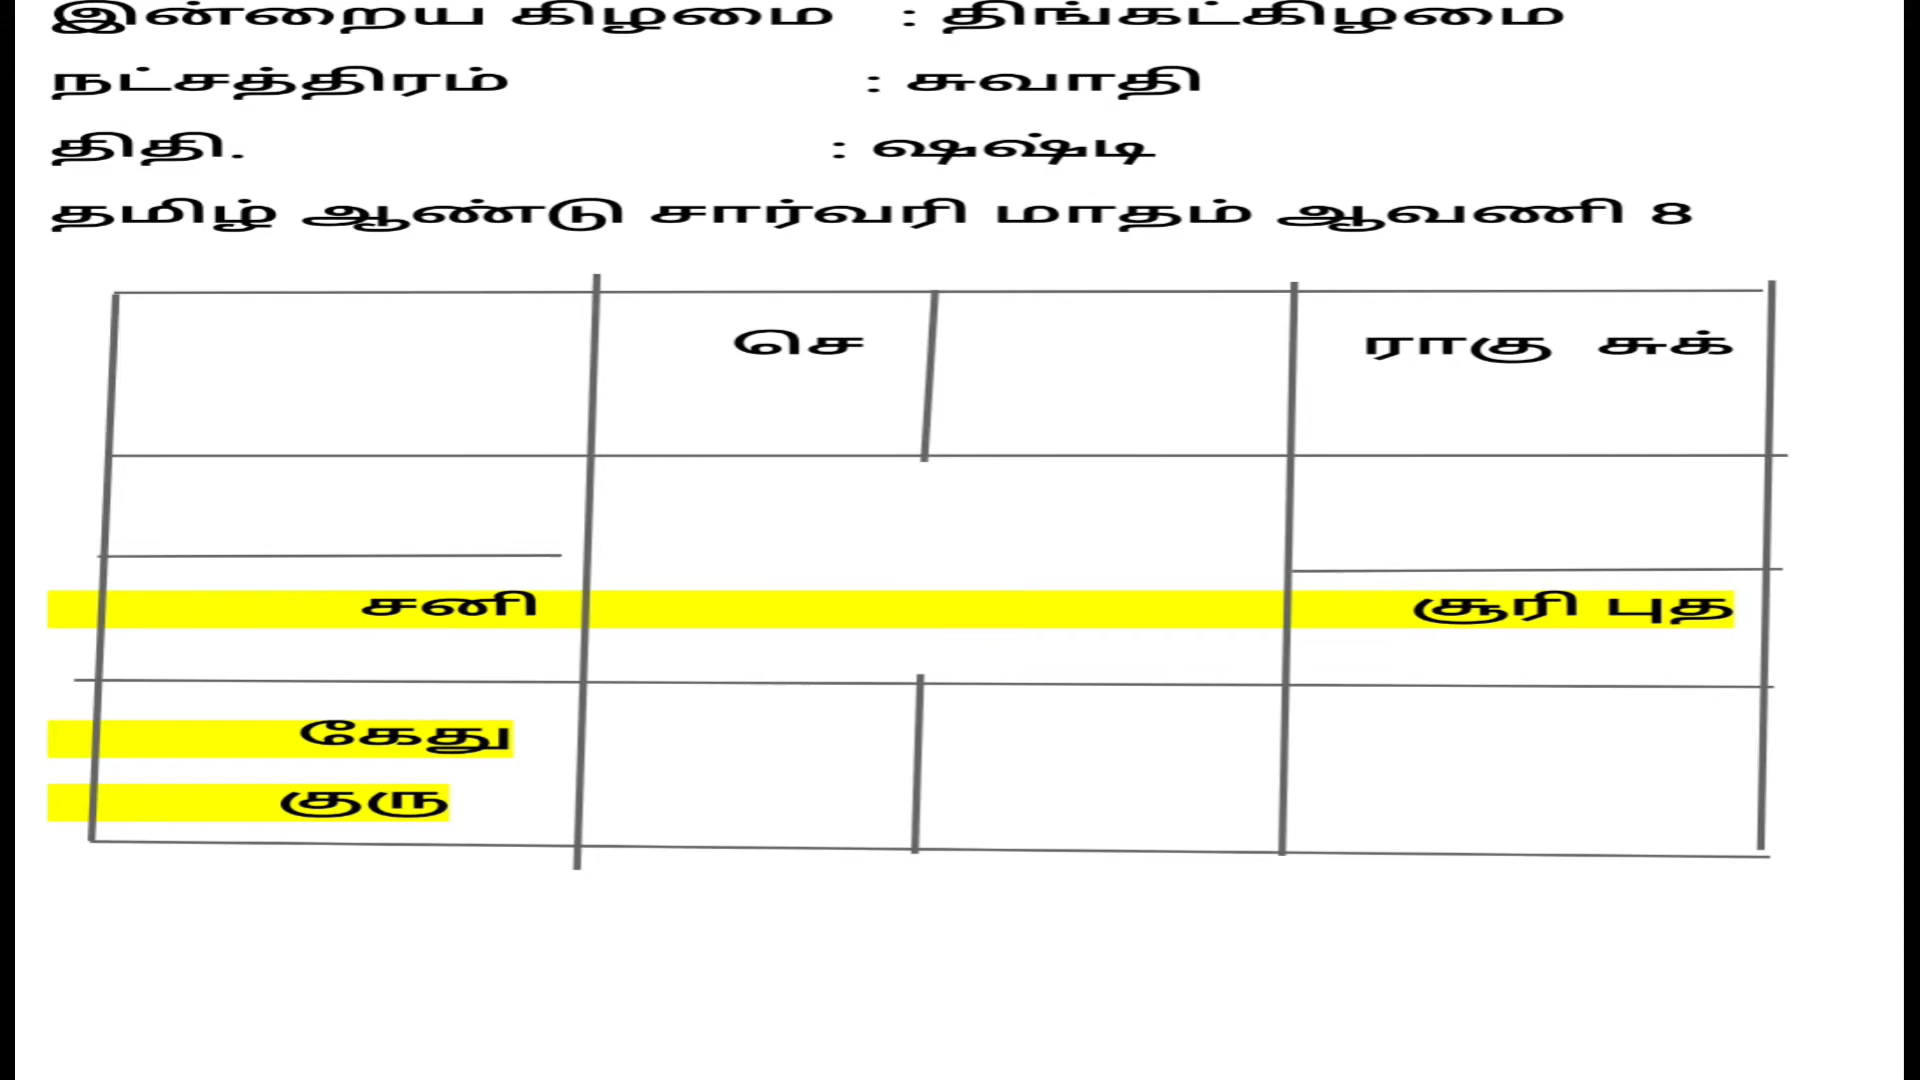 இன்றைய கிழமை : திங்கட்கிழமை
நட்சத்திரம் : சுவாதி
திதி. : ஷஷ்டி
தமிழ் ஆண்டு சார்வரி மாதம் ஆவணி 8
செ ராகு சுக்
சனி சூரி புத
கேது
குரு